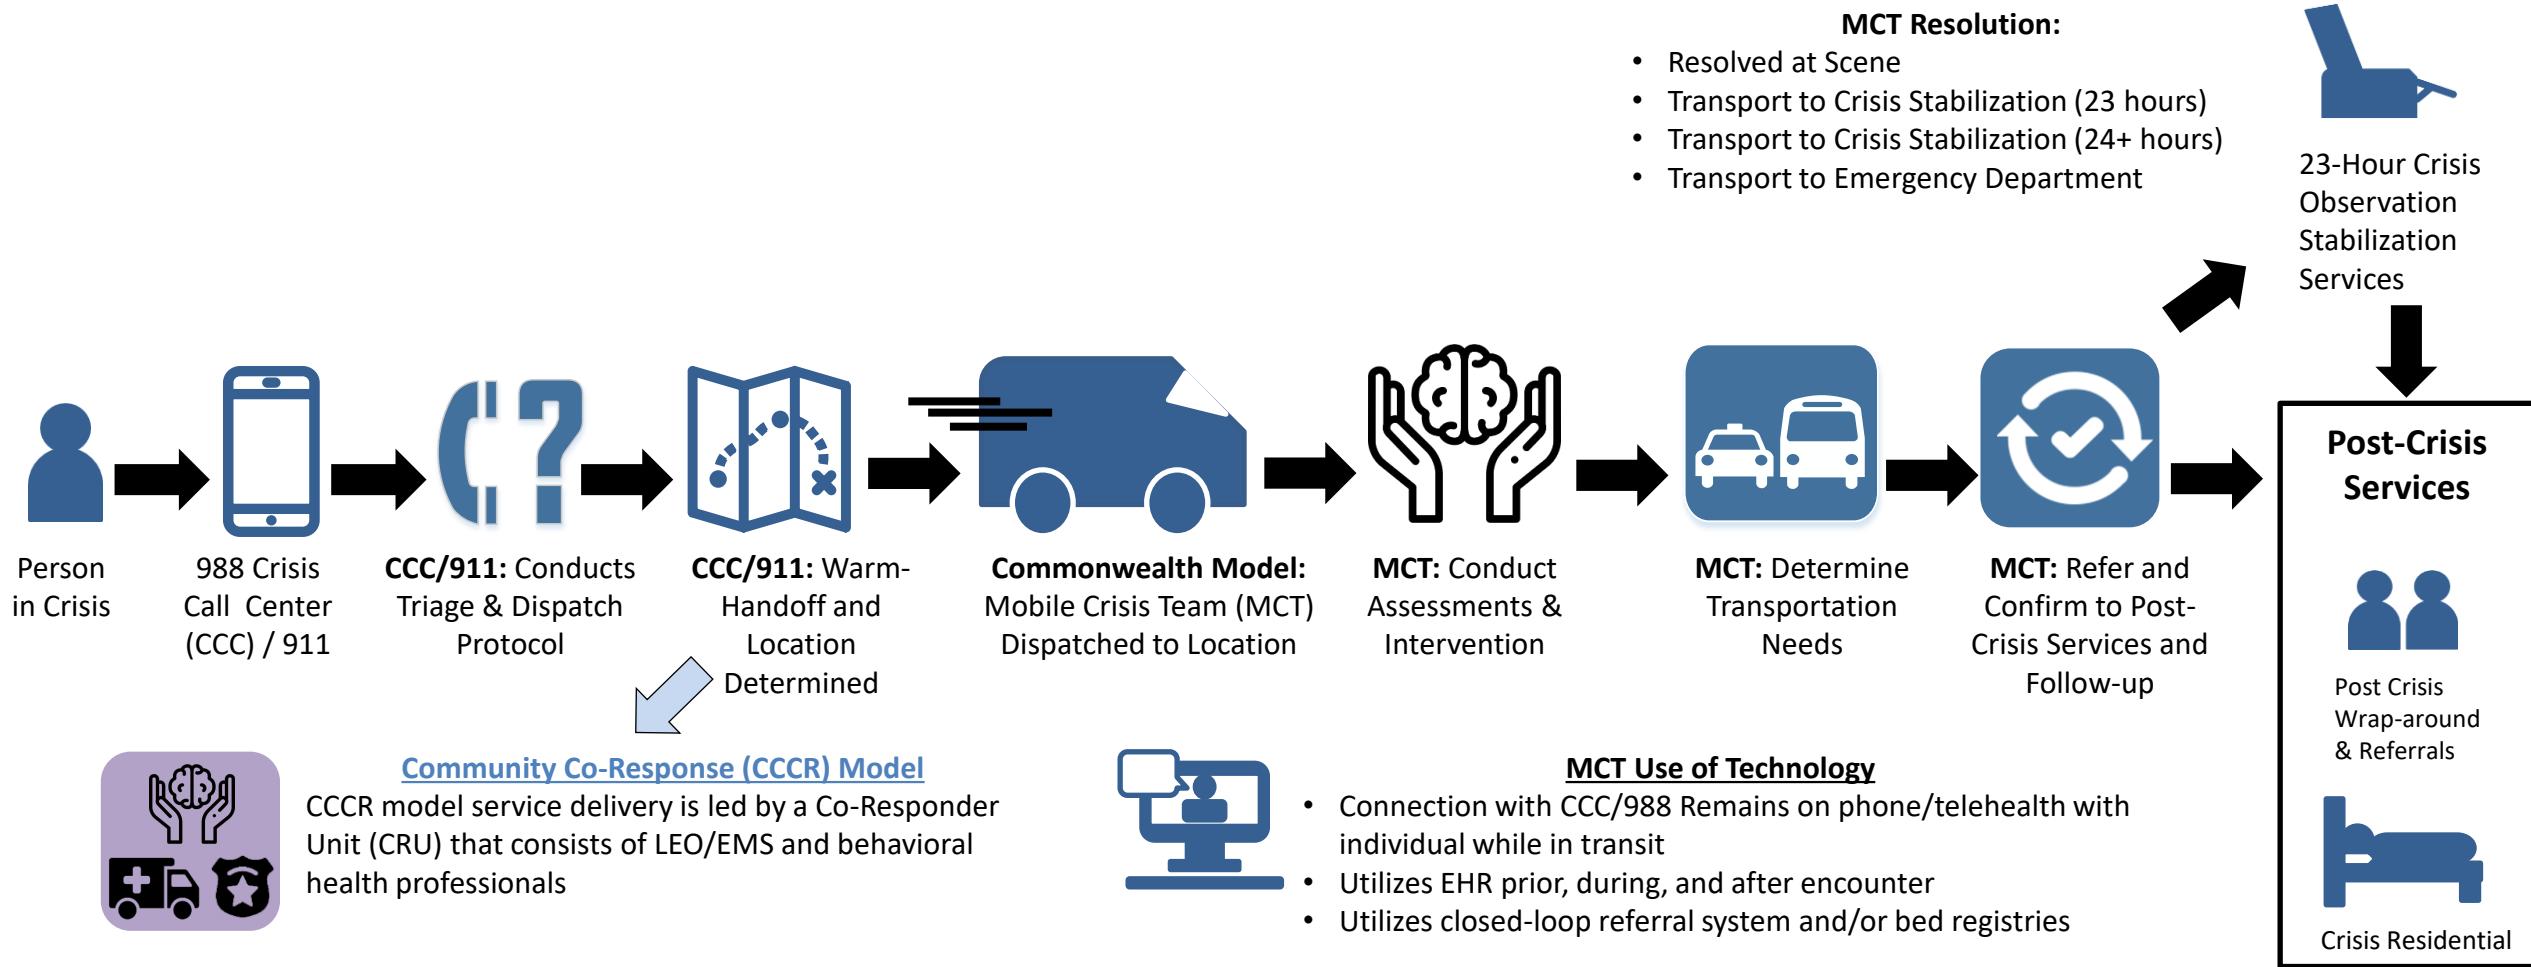 MCT Resolution:
• Resolved at Scene
• Transport to Crisis Stabilization (23 hours)
• Transport to Crisis Stabilization (24+ hours)
• Transport to Emergency Department
23-Hour Crisis
Observation
Stabilization
Services
Person
in Crisis
988 Crisis
Call Center
(CCC) / 911
CCC/911: Conducts
Triage & Dispatch
Protocol
CCC/911: Warm-
Handoff and
Location
Determined
Commonwealth Model:
Mobile Crisis Team (MCT)
Dispatched to Location
MCT: Conduct
Assessments &
Intervention
MCT: Determine
Transportation
Needs
MCT: Refer and
Confirm to Post-
Crisis Services and
Follow-up
Post-Crisis
Services
Post Crisis
Wrap-around
& Referrals
Crisis Residential
Community Co-Response (CCCR) Model
CCCR model service delivery is led by a Co-Responder
Unit (CRU) that consists of LEO/EMS and behavioral
health professionals
MCT Use of Technology
• Connection with CCC/988 Remains on phone/telehealth with
individual while in transit
• Utilizes EHR prior, during, and after encounter
• Utilizes closed-loop referral system and/or bed registries